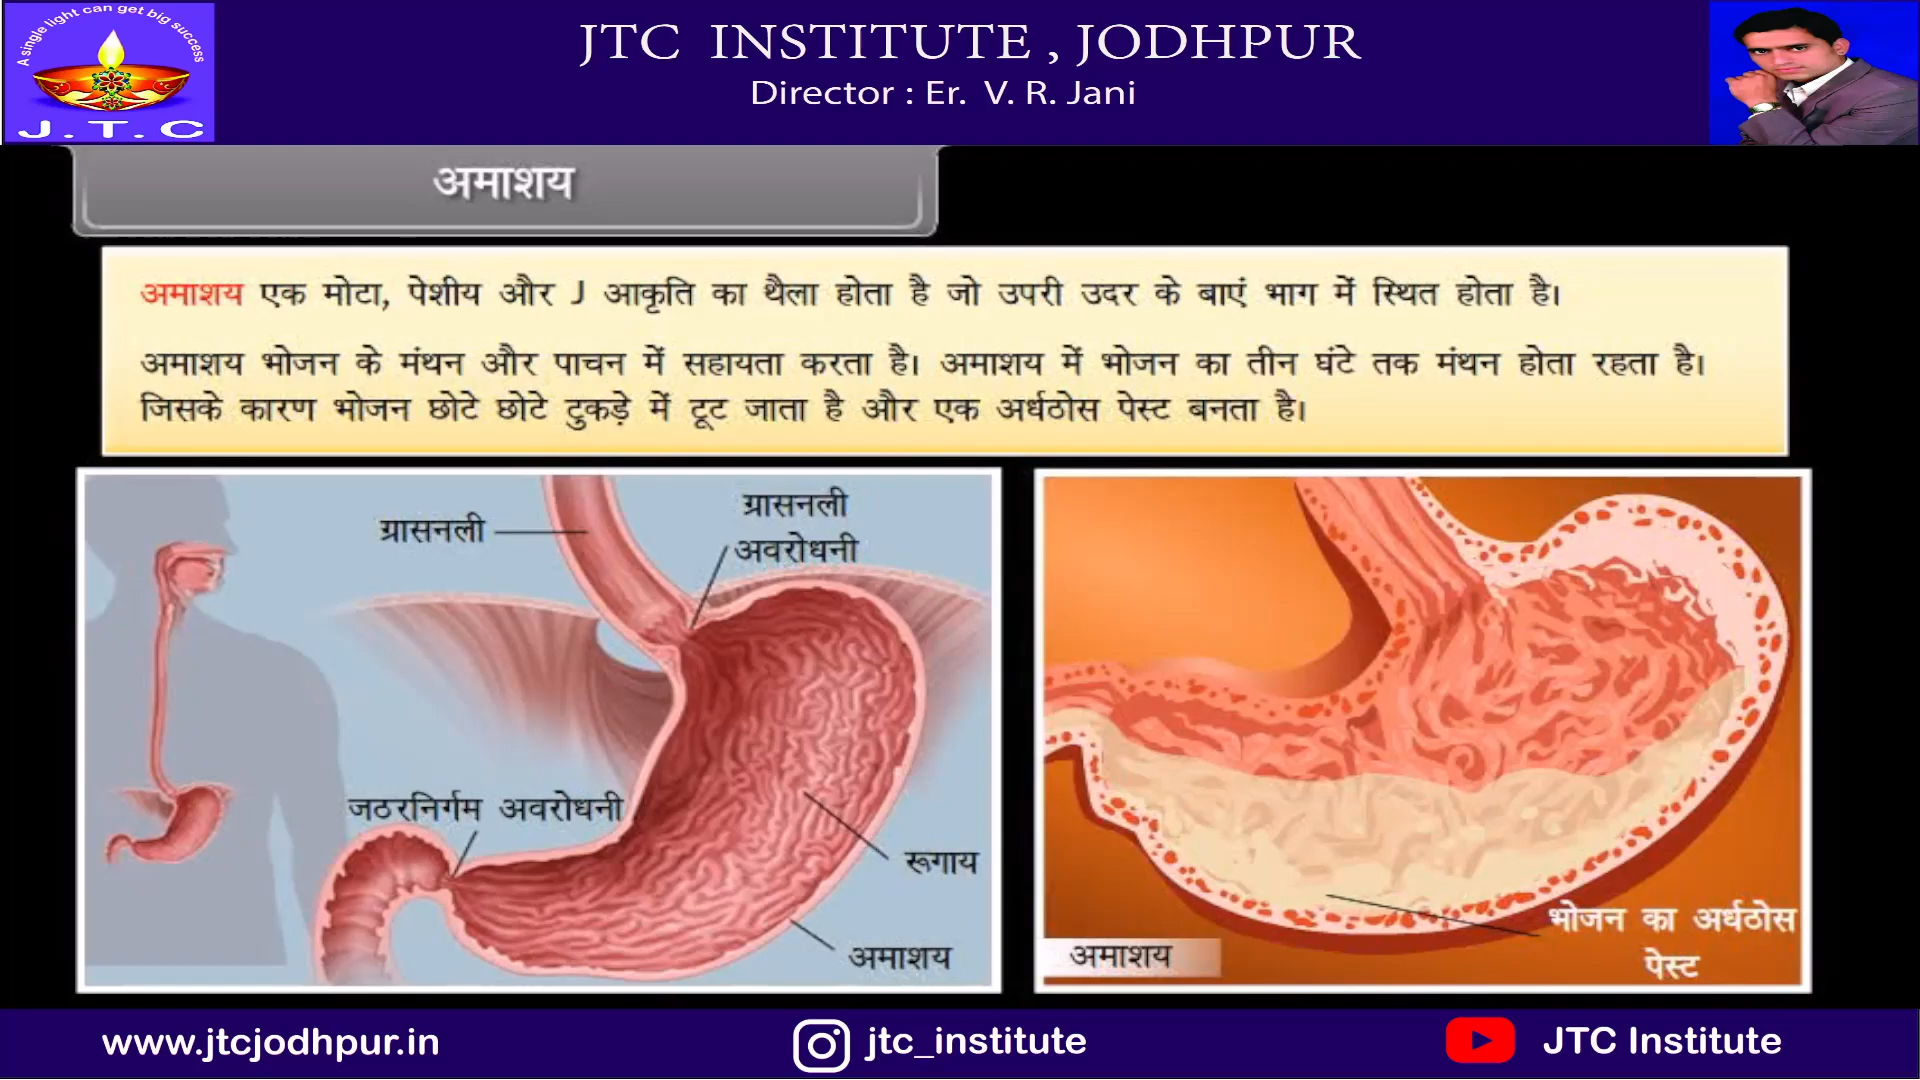 A single light can get big success
J.T.C
JTC INSTITUTE , JODHPUR
Director : Er. V. R. Jani
अमाशय
अमाशय एक मोटा, पेशीय और J आकृति का थैला होता है जो उपरी उदर के बाएं भाग में स्थित होता है।
अमाशय भोजन के मंथन और पाचन में सहायता करता है। अमाशय में भोजन का तीन घंटे तक मंथन होता रहता है।
जिसके कारण भोजन छोटे छोटे टुकड़े में टूट जाता है और एक अर्धठोस पेस्ट बनता है।
ग्रासनली
ग्रासनली
अवरोधनी
जठरनिर्गम अवरोधनी
रूगाय
अमाशय
अमाशय
भोजन का अर्धठोस
पेस्ट
www.jtcjodhpur.in
jtc_institute
JTC Institute